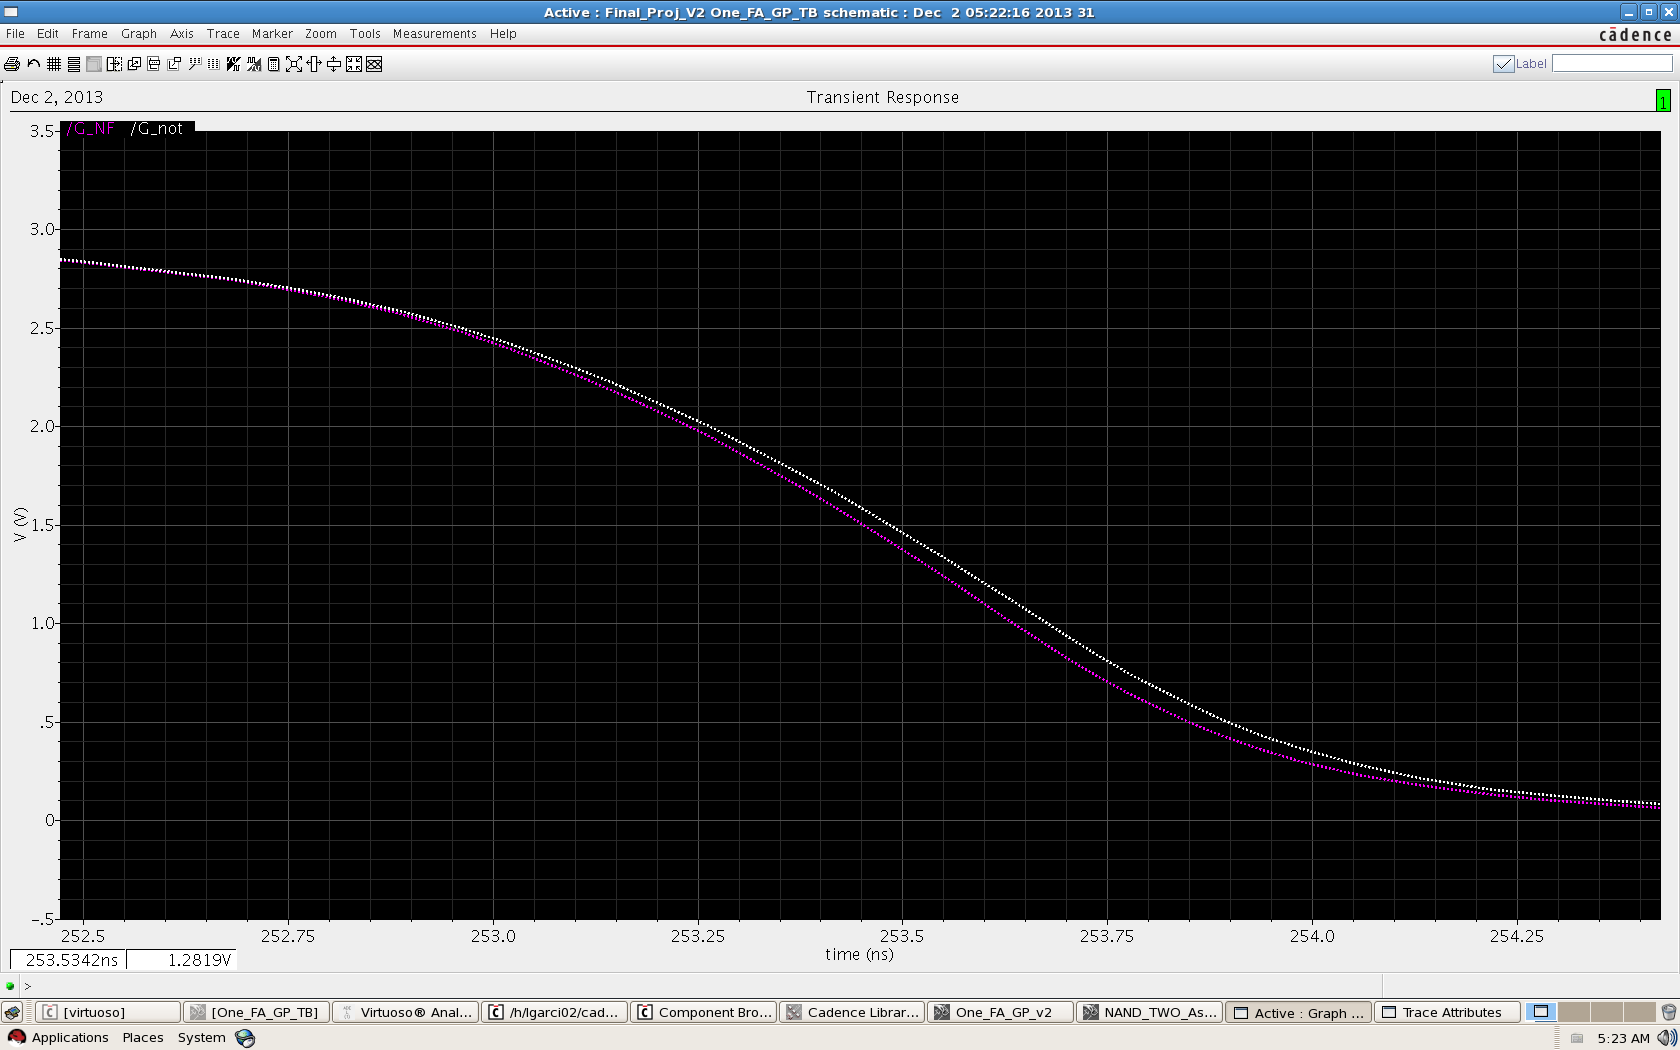 Active : Final_Proj_V2 One_FA_GP_TB schematic : Dec  2 05:22:16 2013 31
File Edit Frame Graph Axis Trace Marker Zoom Tools Measurements Help
cādence
Label
Dec 2, 2013
Transient Response
1
/G_NF /G_not
3.5
3.0
2.5
2.0
1.5
1.0
.5
0
-.5
V (V)
252.5 252.75 253.0 253.25 253.5 253.75 254.0 254.25
time (ns)
253.5342ns 1.2819V
>
[virtuoso] [One_FA_GP_TB] Virtuoso® Anal... /h/lgarci02/cad... Component Bro... Cadence Librar... One_FA_GP_v2 NAND_TWO_As... Active : Graph ... Trace Attributes
Applications Places System 5:23 AM